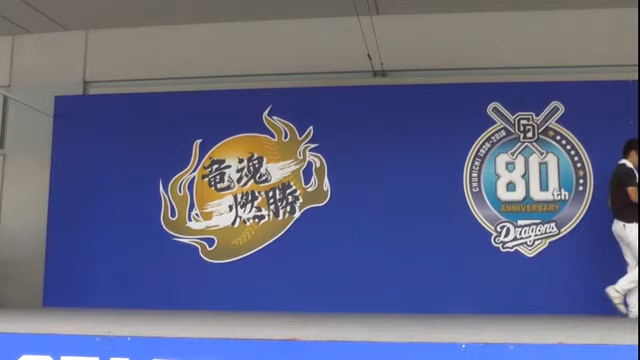 竜魂
燃勝
CHUNICHI 1936-2016
CD
80th
ANNIVERSARY
Dragons